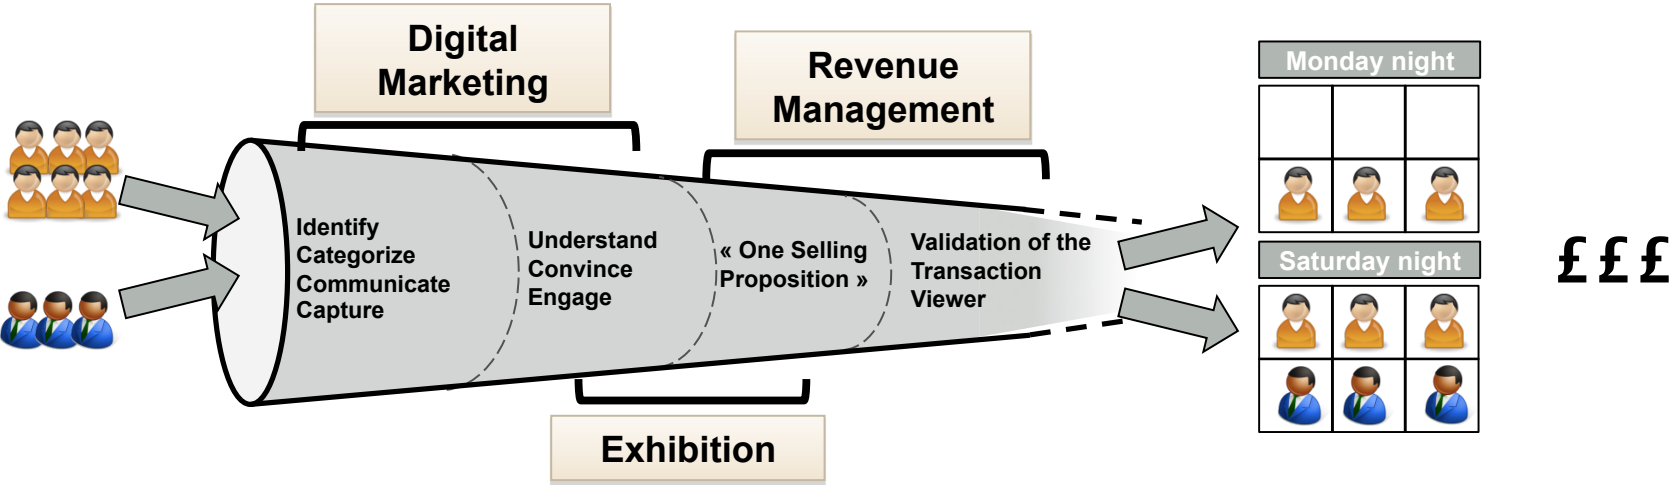 Digital
Marketing
Revenue
Management
Monday night
Identify
Categorize
Communicate
Capture
Understand
Convince
Engage
« One Selling
Proposition »
Validation of the
Transaction
Viewer
Saturday night
£££
Exhibition